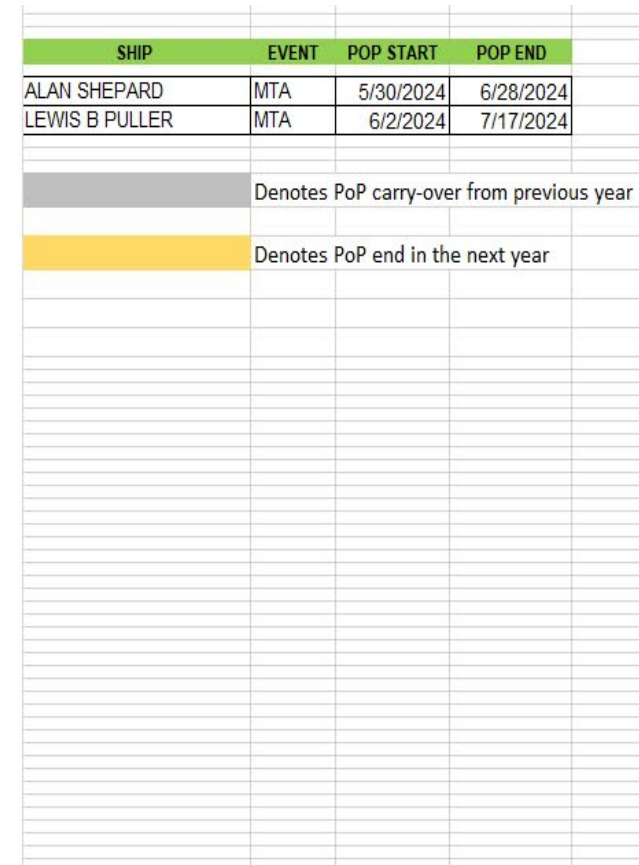 SHIP EVENT POP START POP END
ALAN SHEPARD MTA 5/30/2024 6/28/2024
LEWIS B PULLER MTA 6/2/2024 7/17/2024
Denotes PoP carry-over from previous year
Denotes PoP end in the next year